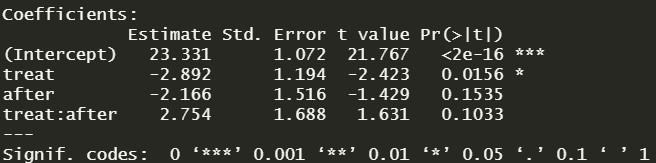 Coefficients:
Estimate Std. Error t value Pr(>|t|)
(Intercept) 23.331 1.072 21.767 <2e-16 ***
treat -2.892 1.194 -2.423 0.0156 *
after -2.166 1.516 -1.429 0.1535
treat:after 2.754 1.688 1.631 0.1033
---
Signif. codes: 0 ‘***’ 0.001 ‘**’ 0.01 ‘*’ 0.05 ‘.’ 0.1 ‘ ’ 1